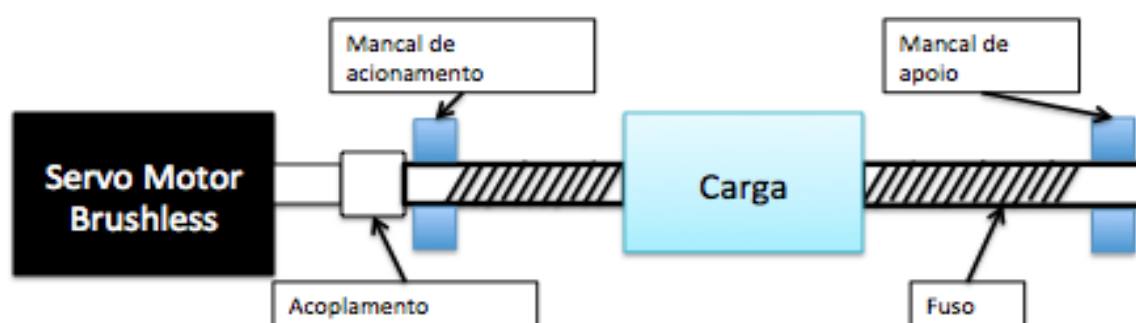 Mancal de
acionamento
Mancal de
apoio
Servo Motor
Brushless
Carga
Acoplamento
Fuso